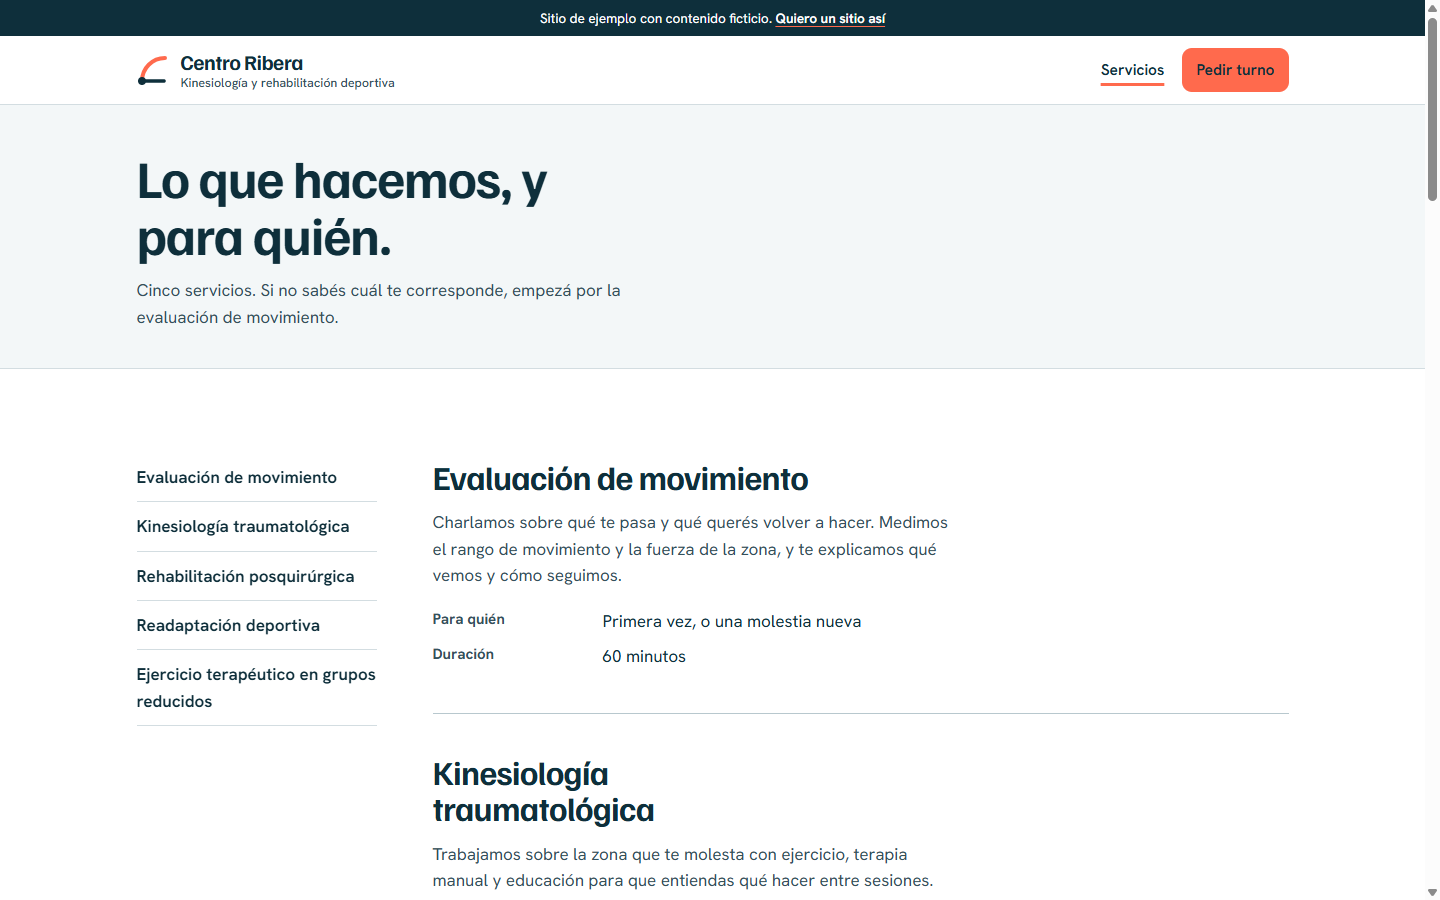 Sitio de ejemplo con contenido ficticio. Quiero un sitio así
Centro Ribera
Kinesiología y rehabilitación deportiva
Servicios
Pedir turno
Lo que hacemos, y
para quién.
Cinco servicios. Si no sabés cuál te corresponde, empezá por la
evaluación de movimiento.
Evaluación de movimiento
Kinesiología traumatológica
Rehabilitación posquirúrgica
Readaptación deportiva
Ejercicio terapéutico en grupos
reducidos
Evaluación de movimiento
Charlamos sobre qué te pasa y qué querés volver a hacer. Medimos
el rango de movimiento y la fuerza de la zona, y te explicamos qué
vemos y cómo seguimos.
Para quién
Primera vez, o una molestia nueva
Duración
60 minutos
Kinesiología
traumatológica
Trabajamos sobre la zona que te molesta con ejercicio, terapia
manual y educación para que entiendas qué hacer entre sesiones.